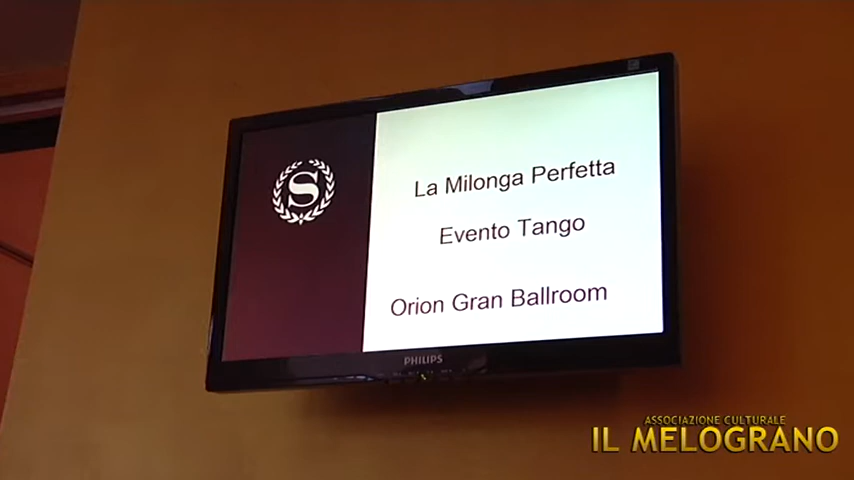 S
La Milonga Perfetta
Evento Tango
Orion Gran Ballroom
PHILIPS
ASSOCIAZIONE CULTURALE
IL MELOGRANO